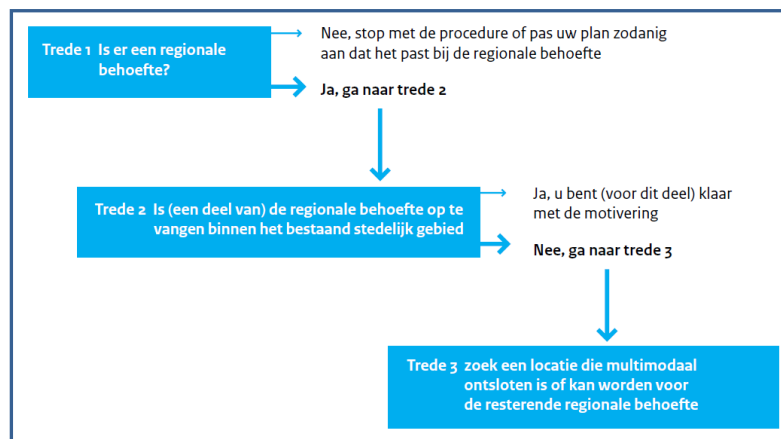 Trede 1 Is er een regionale
behoefte?
Nee, stop met de procedure of pas uw plan zodanig
aan dat het past bij de regionale behoefte
Ja, ga naar trede 2
Trede 2 Is (een deel van) de regionale behoefte op te
vangen binnen het bestaand stedelijk gebied
Ja, u bent (voor dit deel) klaar
met de motivering
Nee, ga naar trede 3
Trede 3 zoek een locatie die multimodaal
ontsloten is of kan worden voor
de resterende regionale behoefte